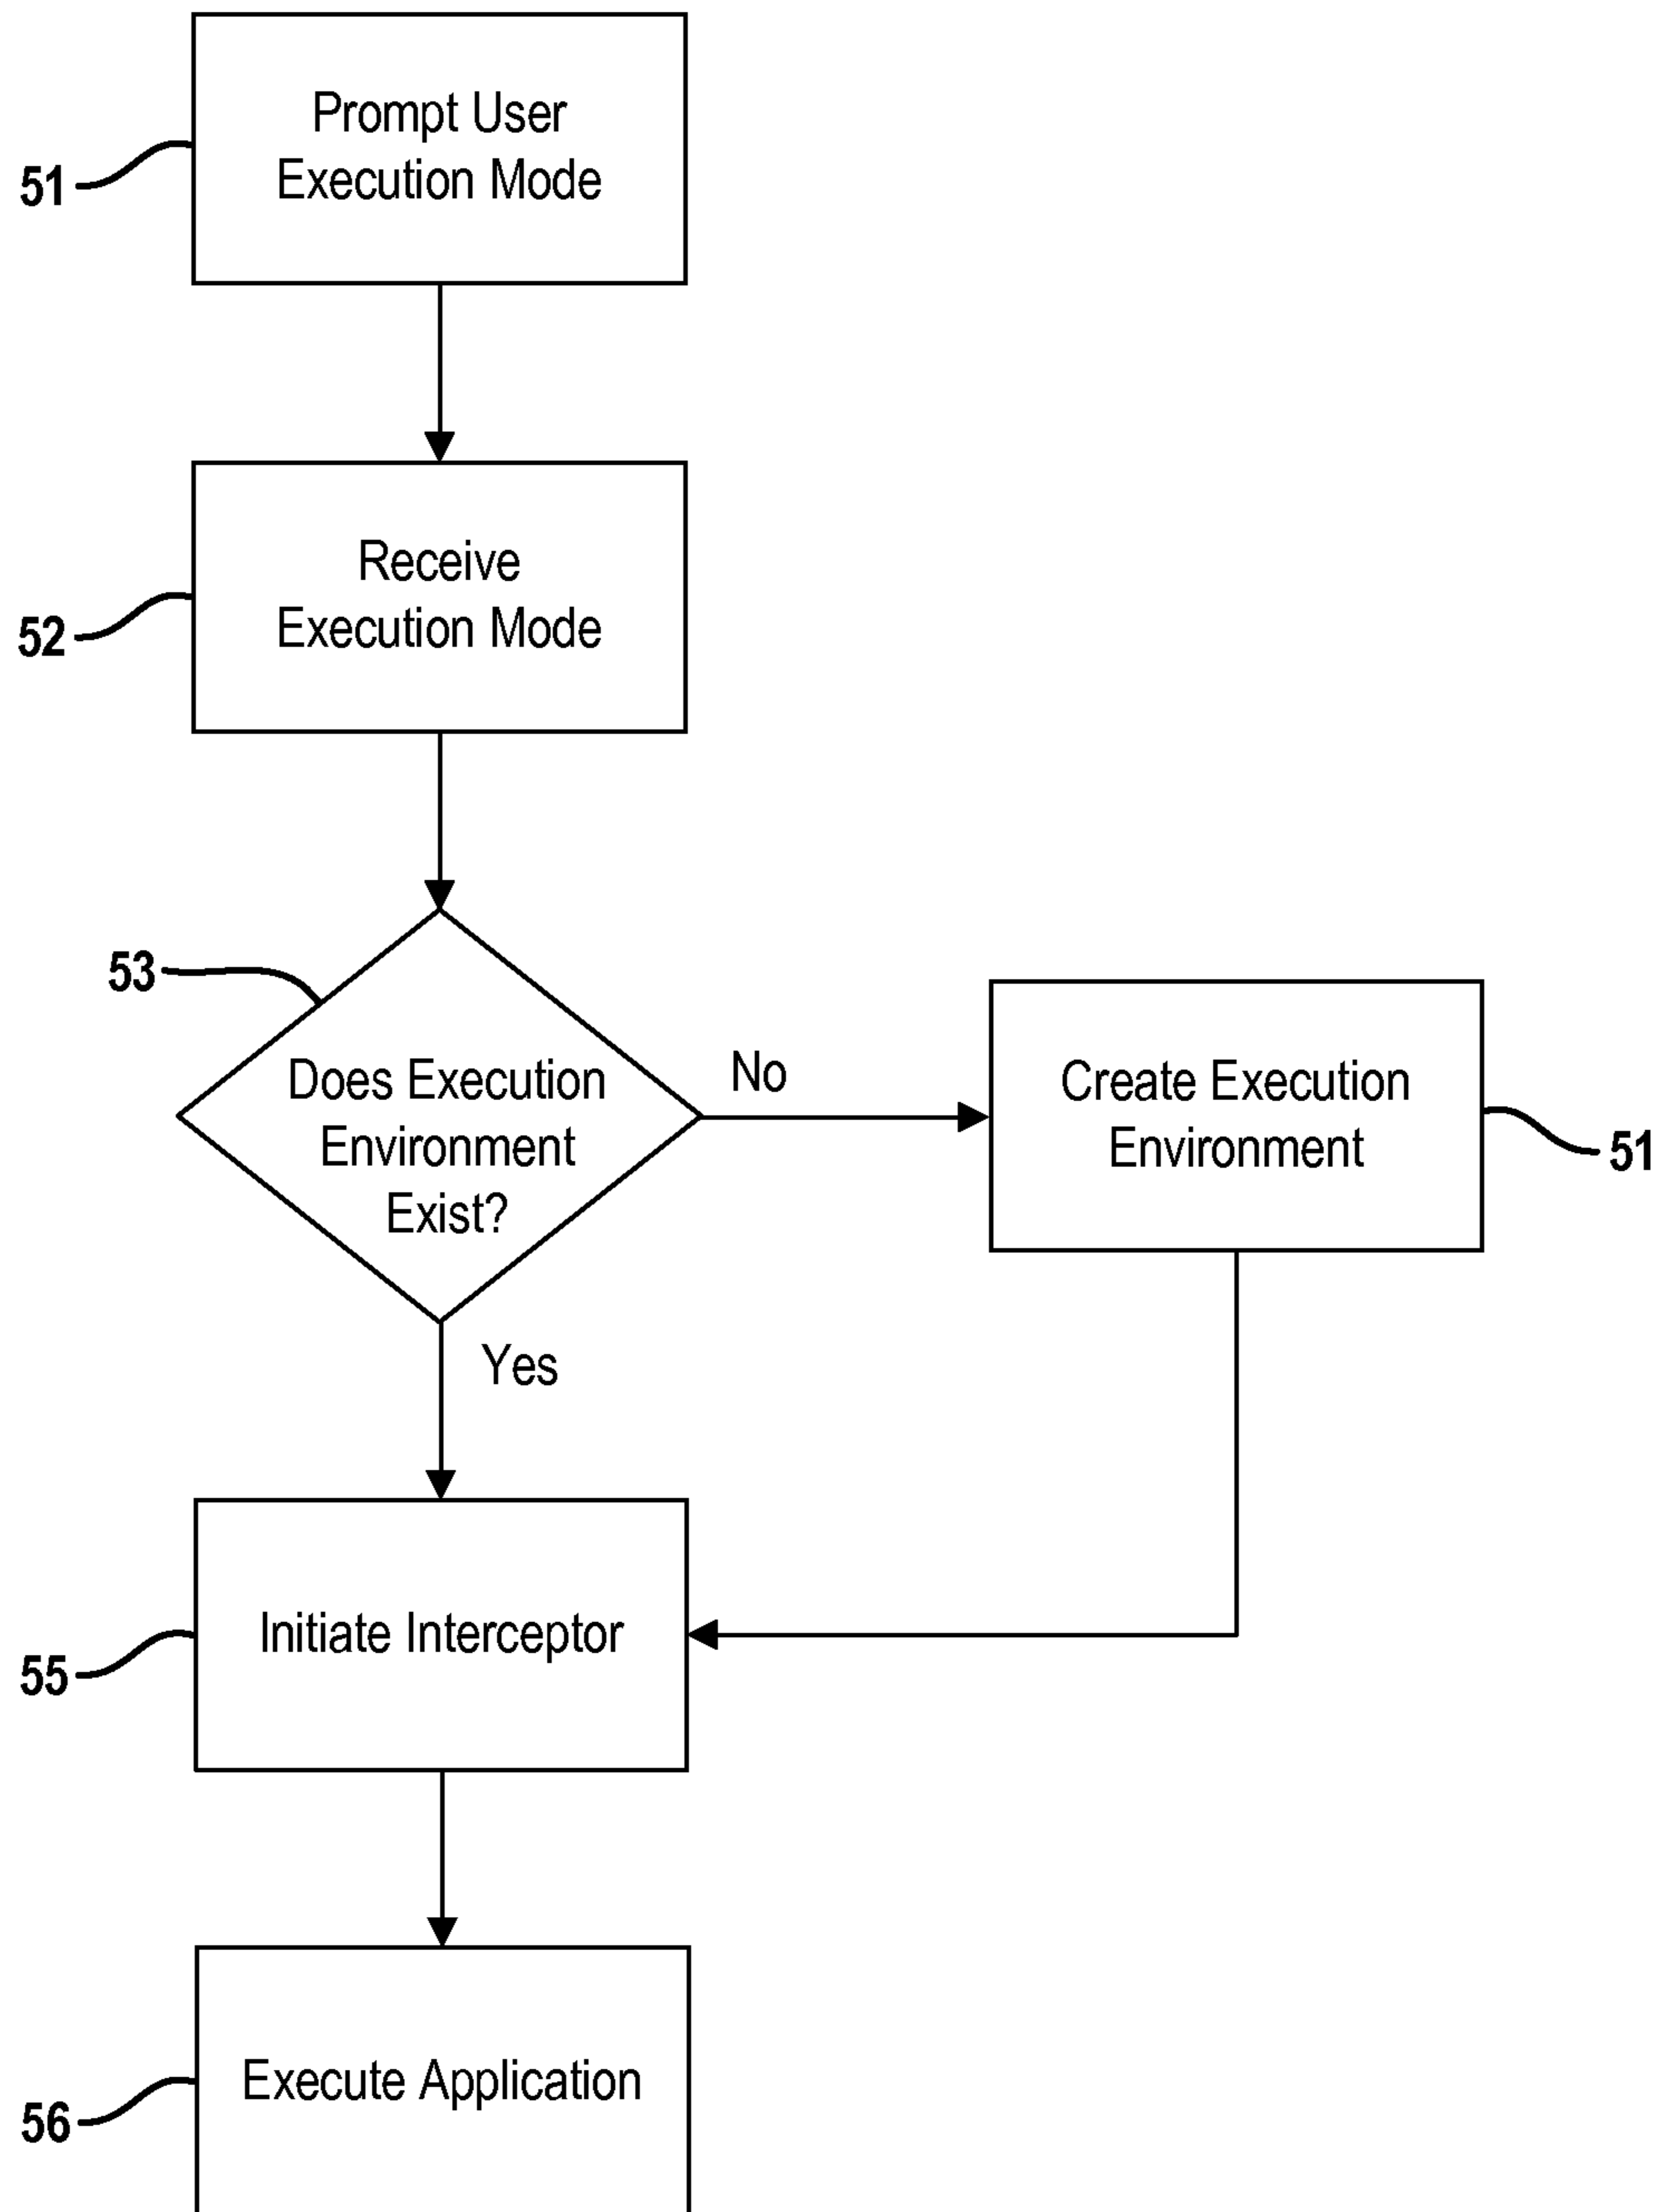 Prompt User
Execution Mode
51
Receive
Execution Mode
52
53
Does Execution
Environment
Exist?
No
Create Execution
Environment
51
Yes
Initiate Interceptor
55
Execute Application
56